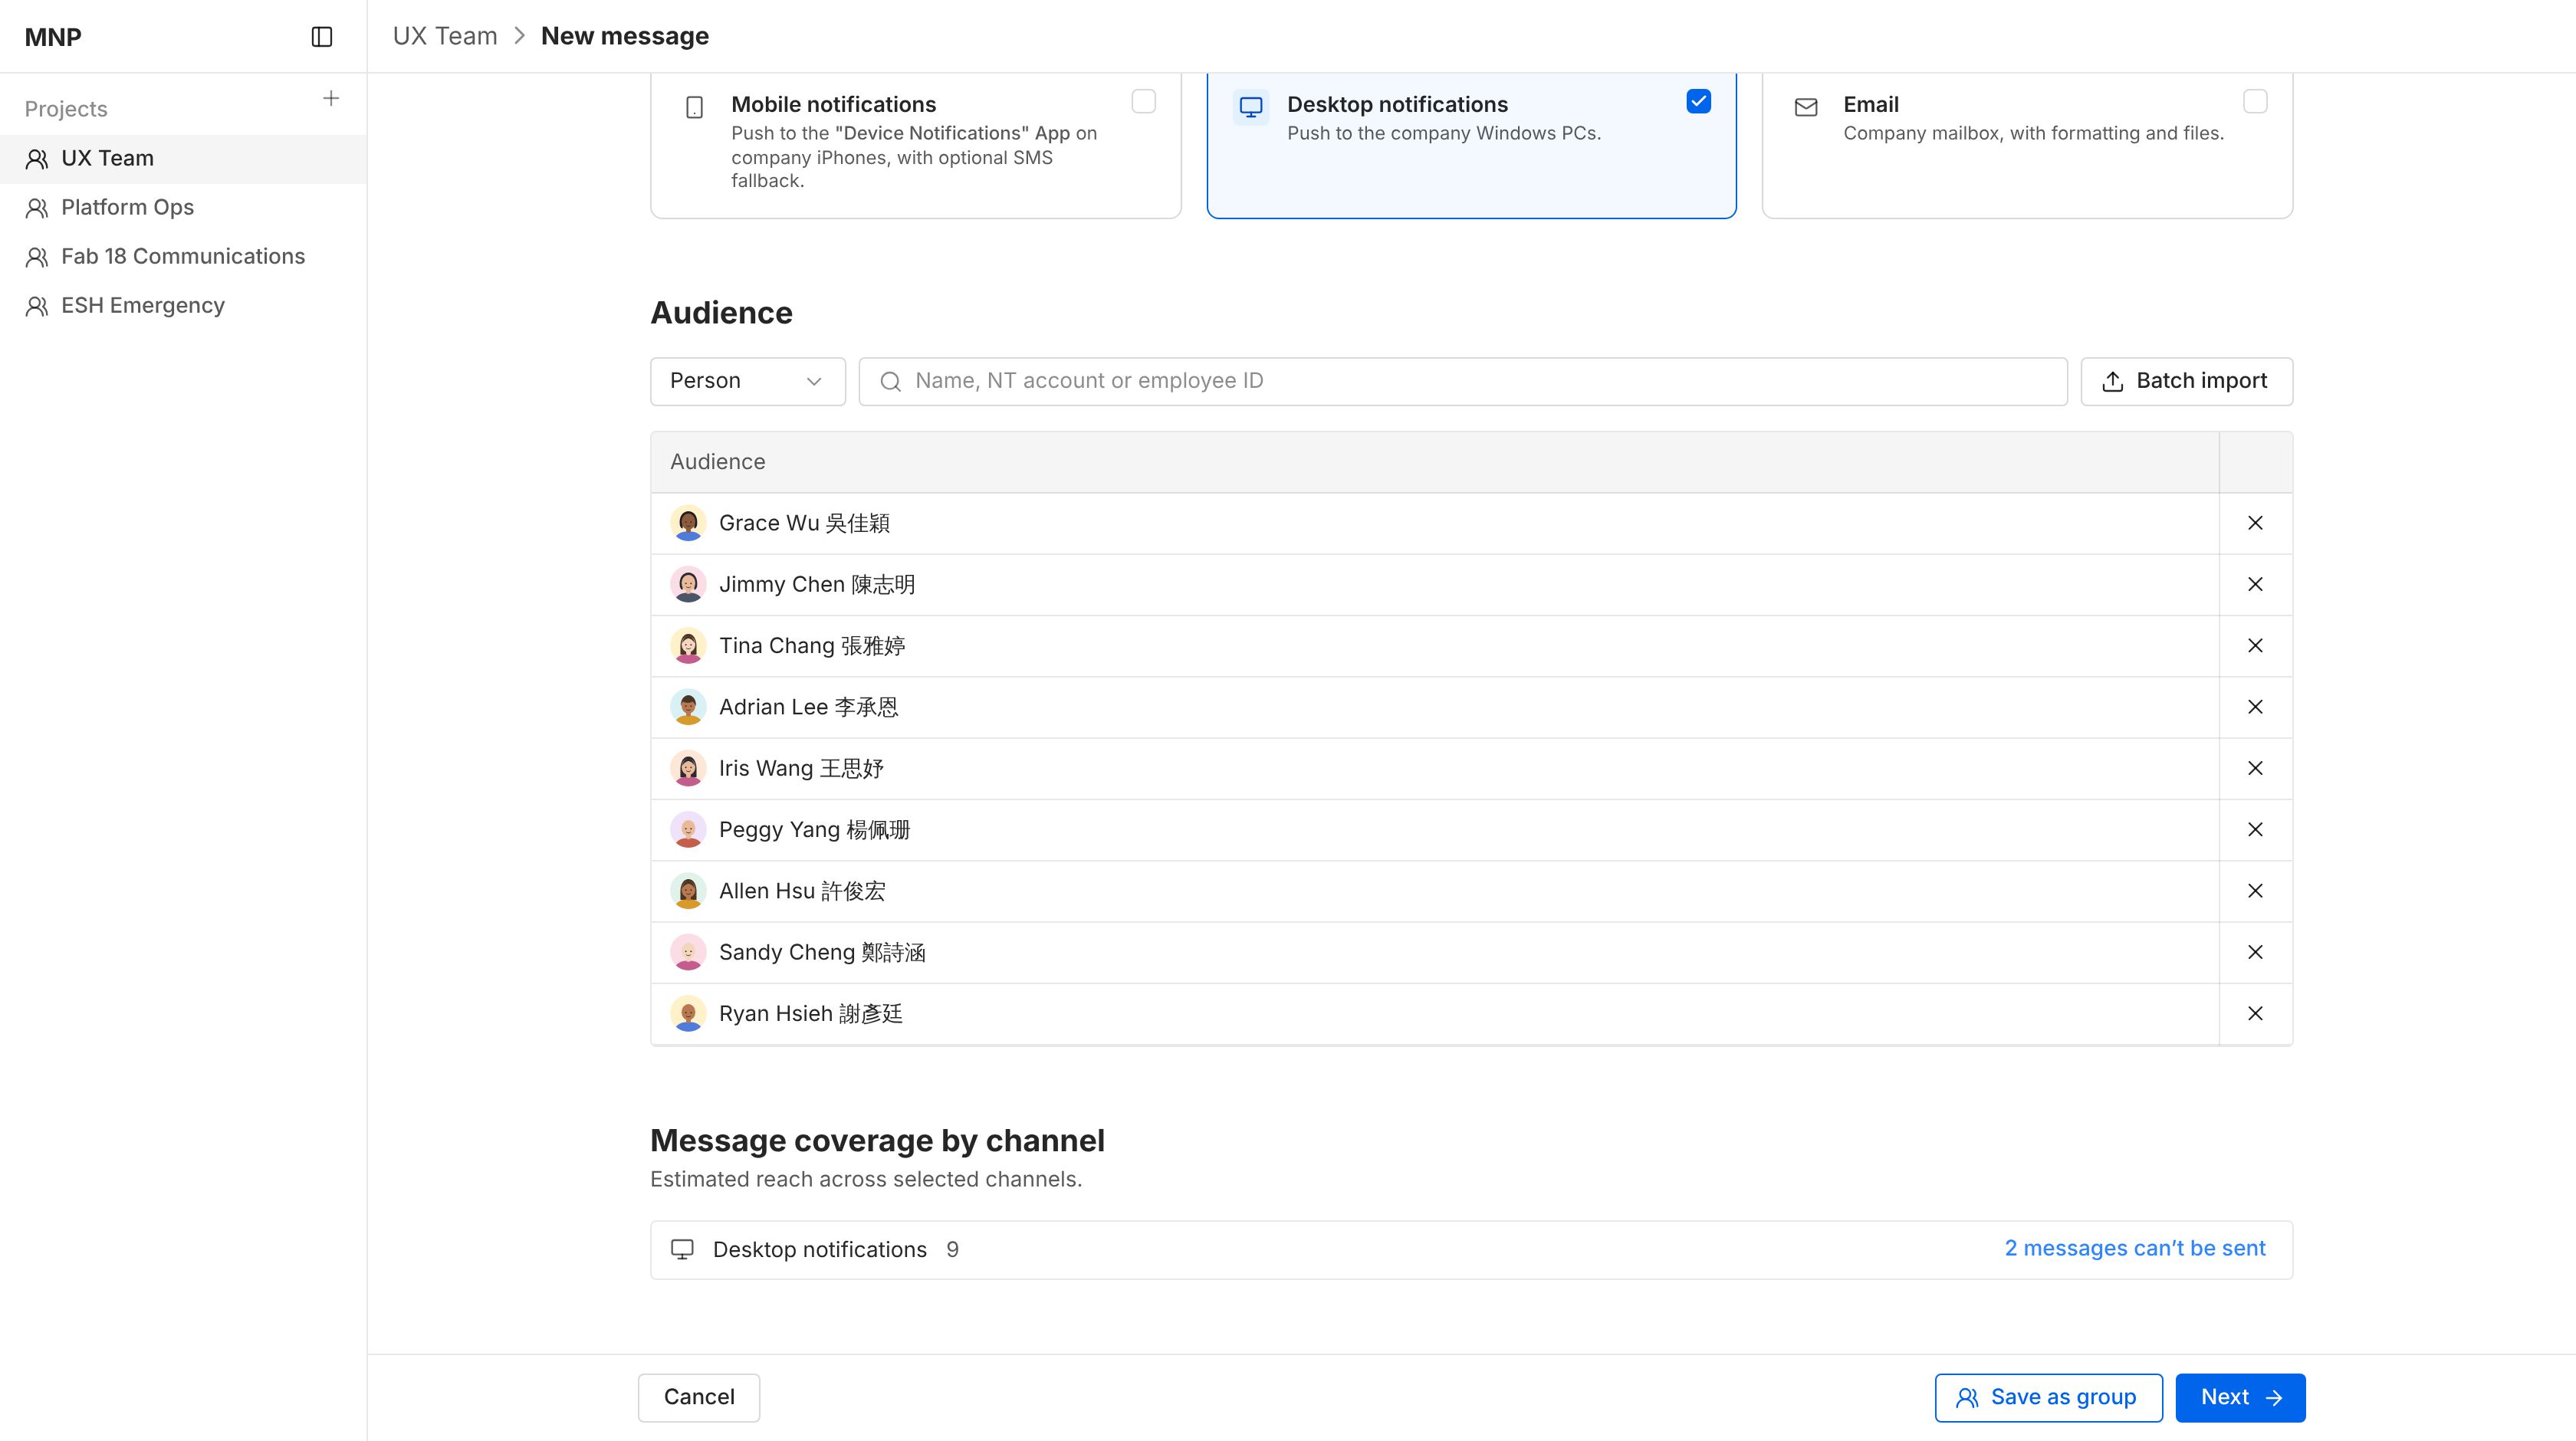 MNP
UX Team > New message
Projects
UX Team
Platform Ops
Fab 18 Communications
ESH Emergency
Mobile notifications
Push to the "Device Notifications" App on
company iPhones, with optional SMS
fallback.
Desktop notifications
Push to the company Windows PCs.
Email
Company mailbox, with formatting and files.
Audience
Person
Name, NT account or employee ID
Batch import
Audience
Grace Wu 吳佳穎
Jimmy Chen 陳志明
Tina Chang 張雅婷
Adrian Lee 李承恩
Iris Wang 王思妤
Peggy Yang 楊佩珊
Allen Hsu 許俊宏
Sandy Cheng 鄭詩涵
Ryan Hsieh 謝彥廷
Message coverage by channel
Estimated reach across selected channels.
Desktop notifications 9
2 messages can’t be sent
Cancel
Save as group
Next